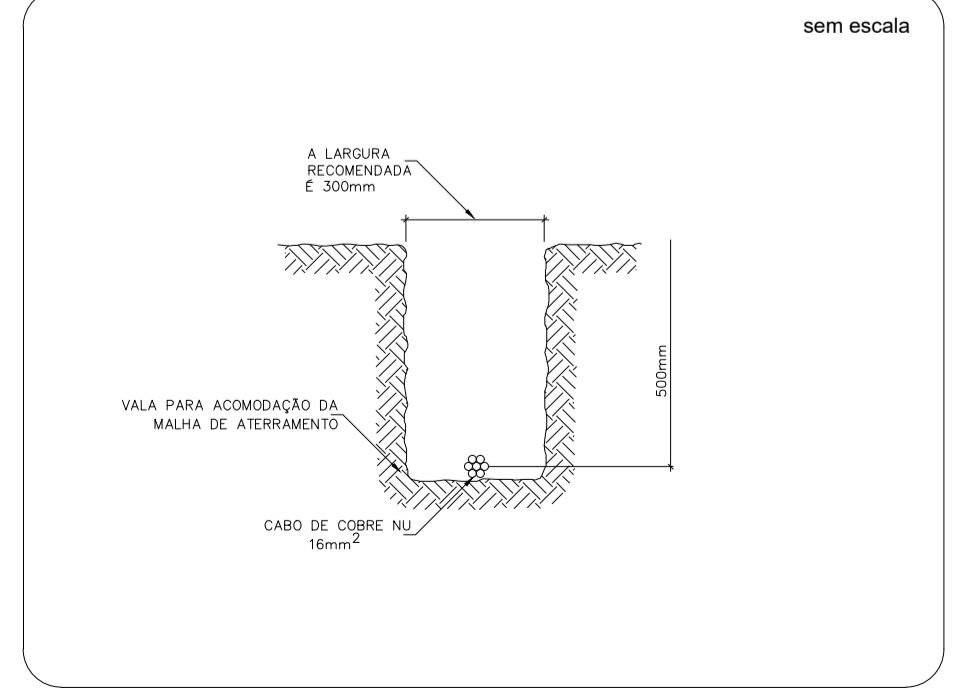 sem escala
A LARGURA
RECOMENDADA
É 300mm
500mm
VALA PARA ACOMODAÇÃO DA
MALHA DE ATERRAMENTO
CABO DE COBRE NU
16mm²